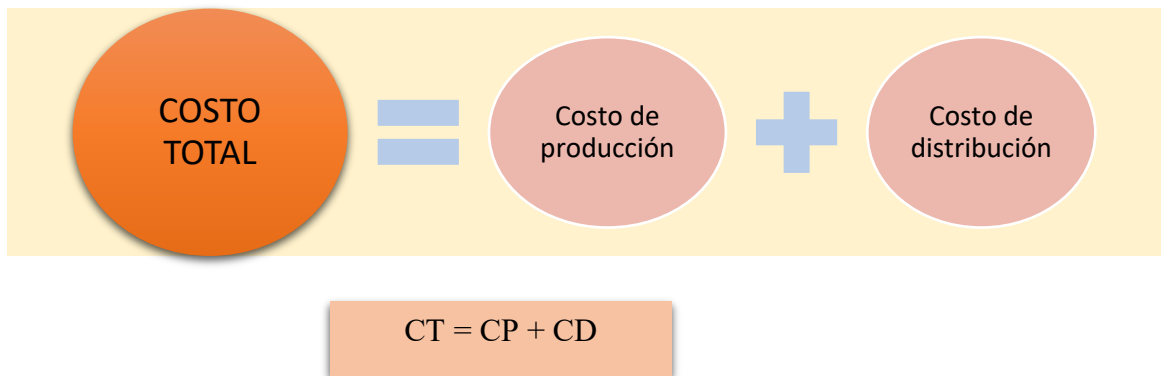 COSTO
TOTAL
Costo de
producción
Costo de
distribución
CT = CP + CD